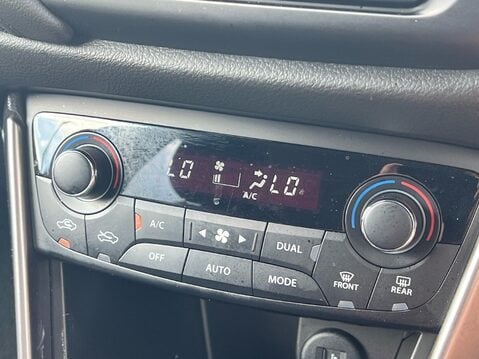 LO LO
A/C
A/C
DUAL
OFF
AUTO
MODE
FRONT
REAR